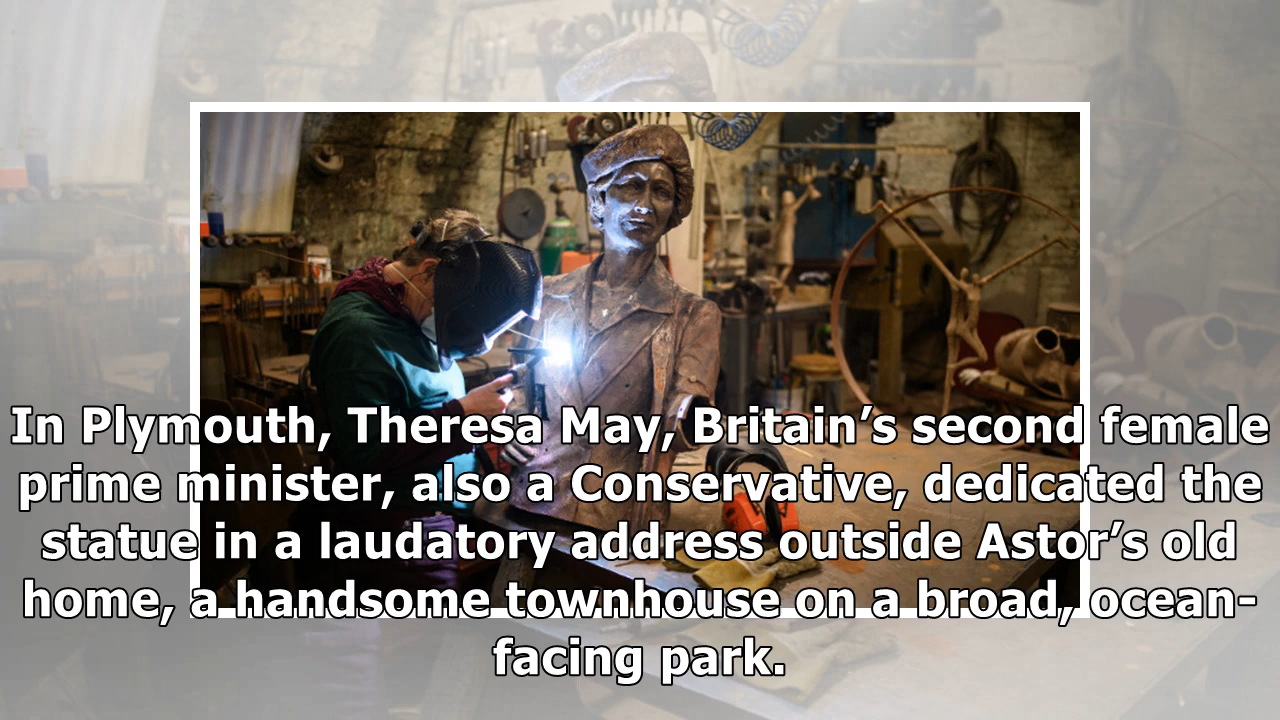 In Plymouth, Theresa May, Britain’s second female
prime minister, also a Conservative, dedicated the
statue in a laudatory address outside Astor’s old
home, a handsome townhouse on a broad, ocean-
facing park.